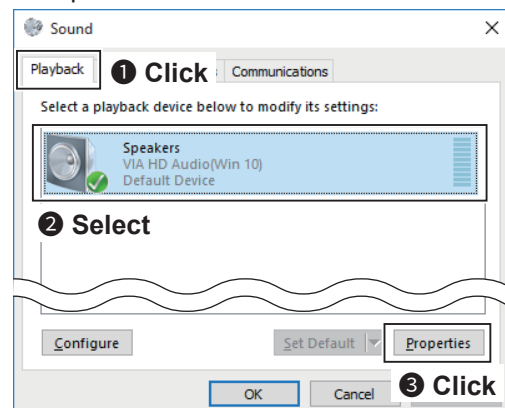 Sound
Playback ❶ Click Communications
Select a playback device below to modify its settings:
Speakers
VIA HD Audio(Win 10)
Default Device
❷ Select
Configure Set Default Properties
OK Cancel ❸ Click